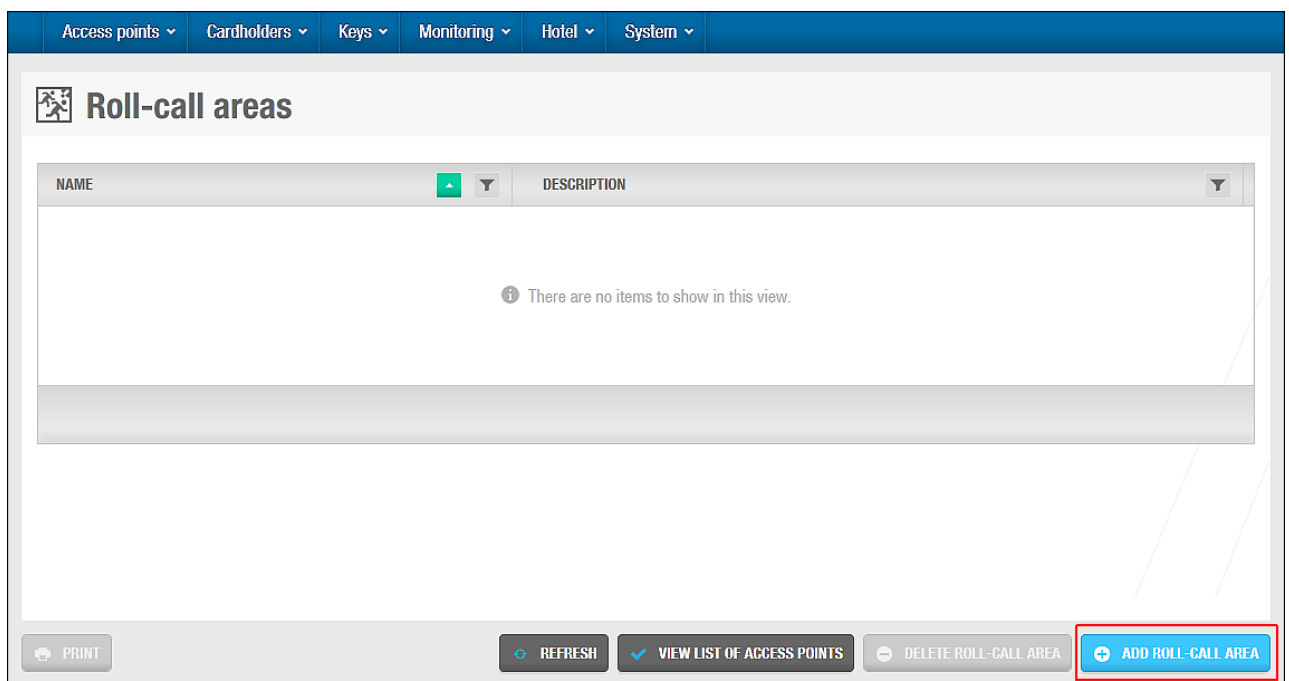 Access points Cardholders Keys Monitoring Hotel System
Roll-call areas
NAME DESCRIPTION
There are no items to show in this view.
PRINT REFRESH VIEW LIST OF ACCESS POINTS DELETE ROLL-CALL AREA ADD ROLL-CALL AREA